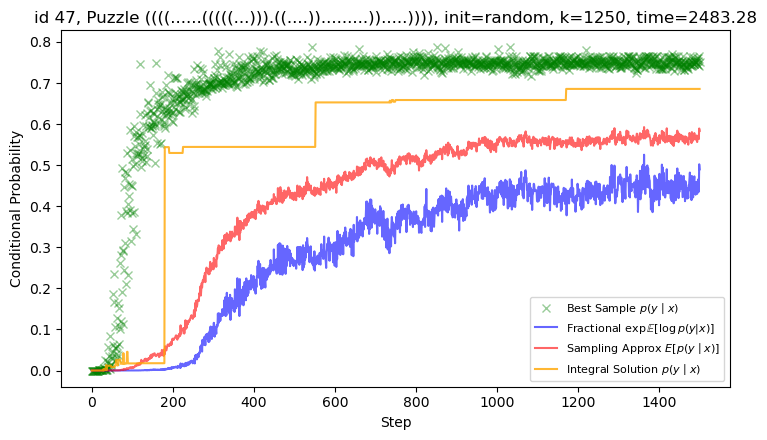 id 47, Puzzle ((((......(((((...))).((....)).........)).....)))), init=random, k=1250, time=2483.28
Conditional Probability
0.8
0.7
0.6
0.5
0.4
0.3
0.2
0.1
0.0
Best Sample p(y | x)
Fractional exp𝔼[log p(y|x)]
Sampling Approx E[p(y | x)]
Integral Solution p(y | x)
0 200 400 600 800 1000 1200 1400
Step